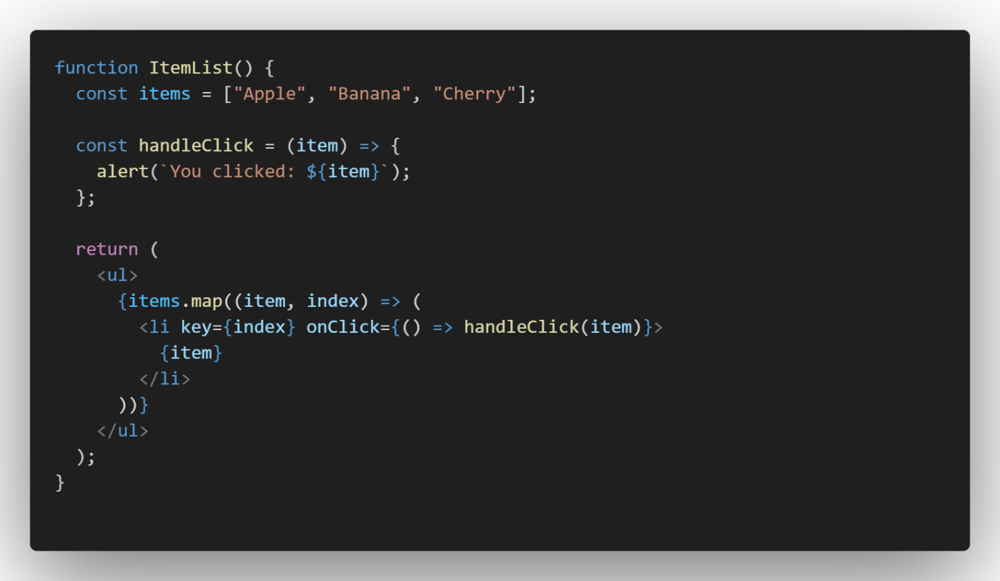 function ItemList() {
  const items = ["Apple", "Banana", "Cherry"];

  const handleClick = (item) => {
    alert(`You clicked: ${item}`);
  };

  return (
    <ul>
      {items.map((item, index) => (
        <li key={index} onClick={() => handleClick(item)}>
          {item}
        </li>
      ))}
    </ul>
  );
}